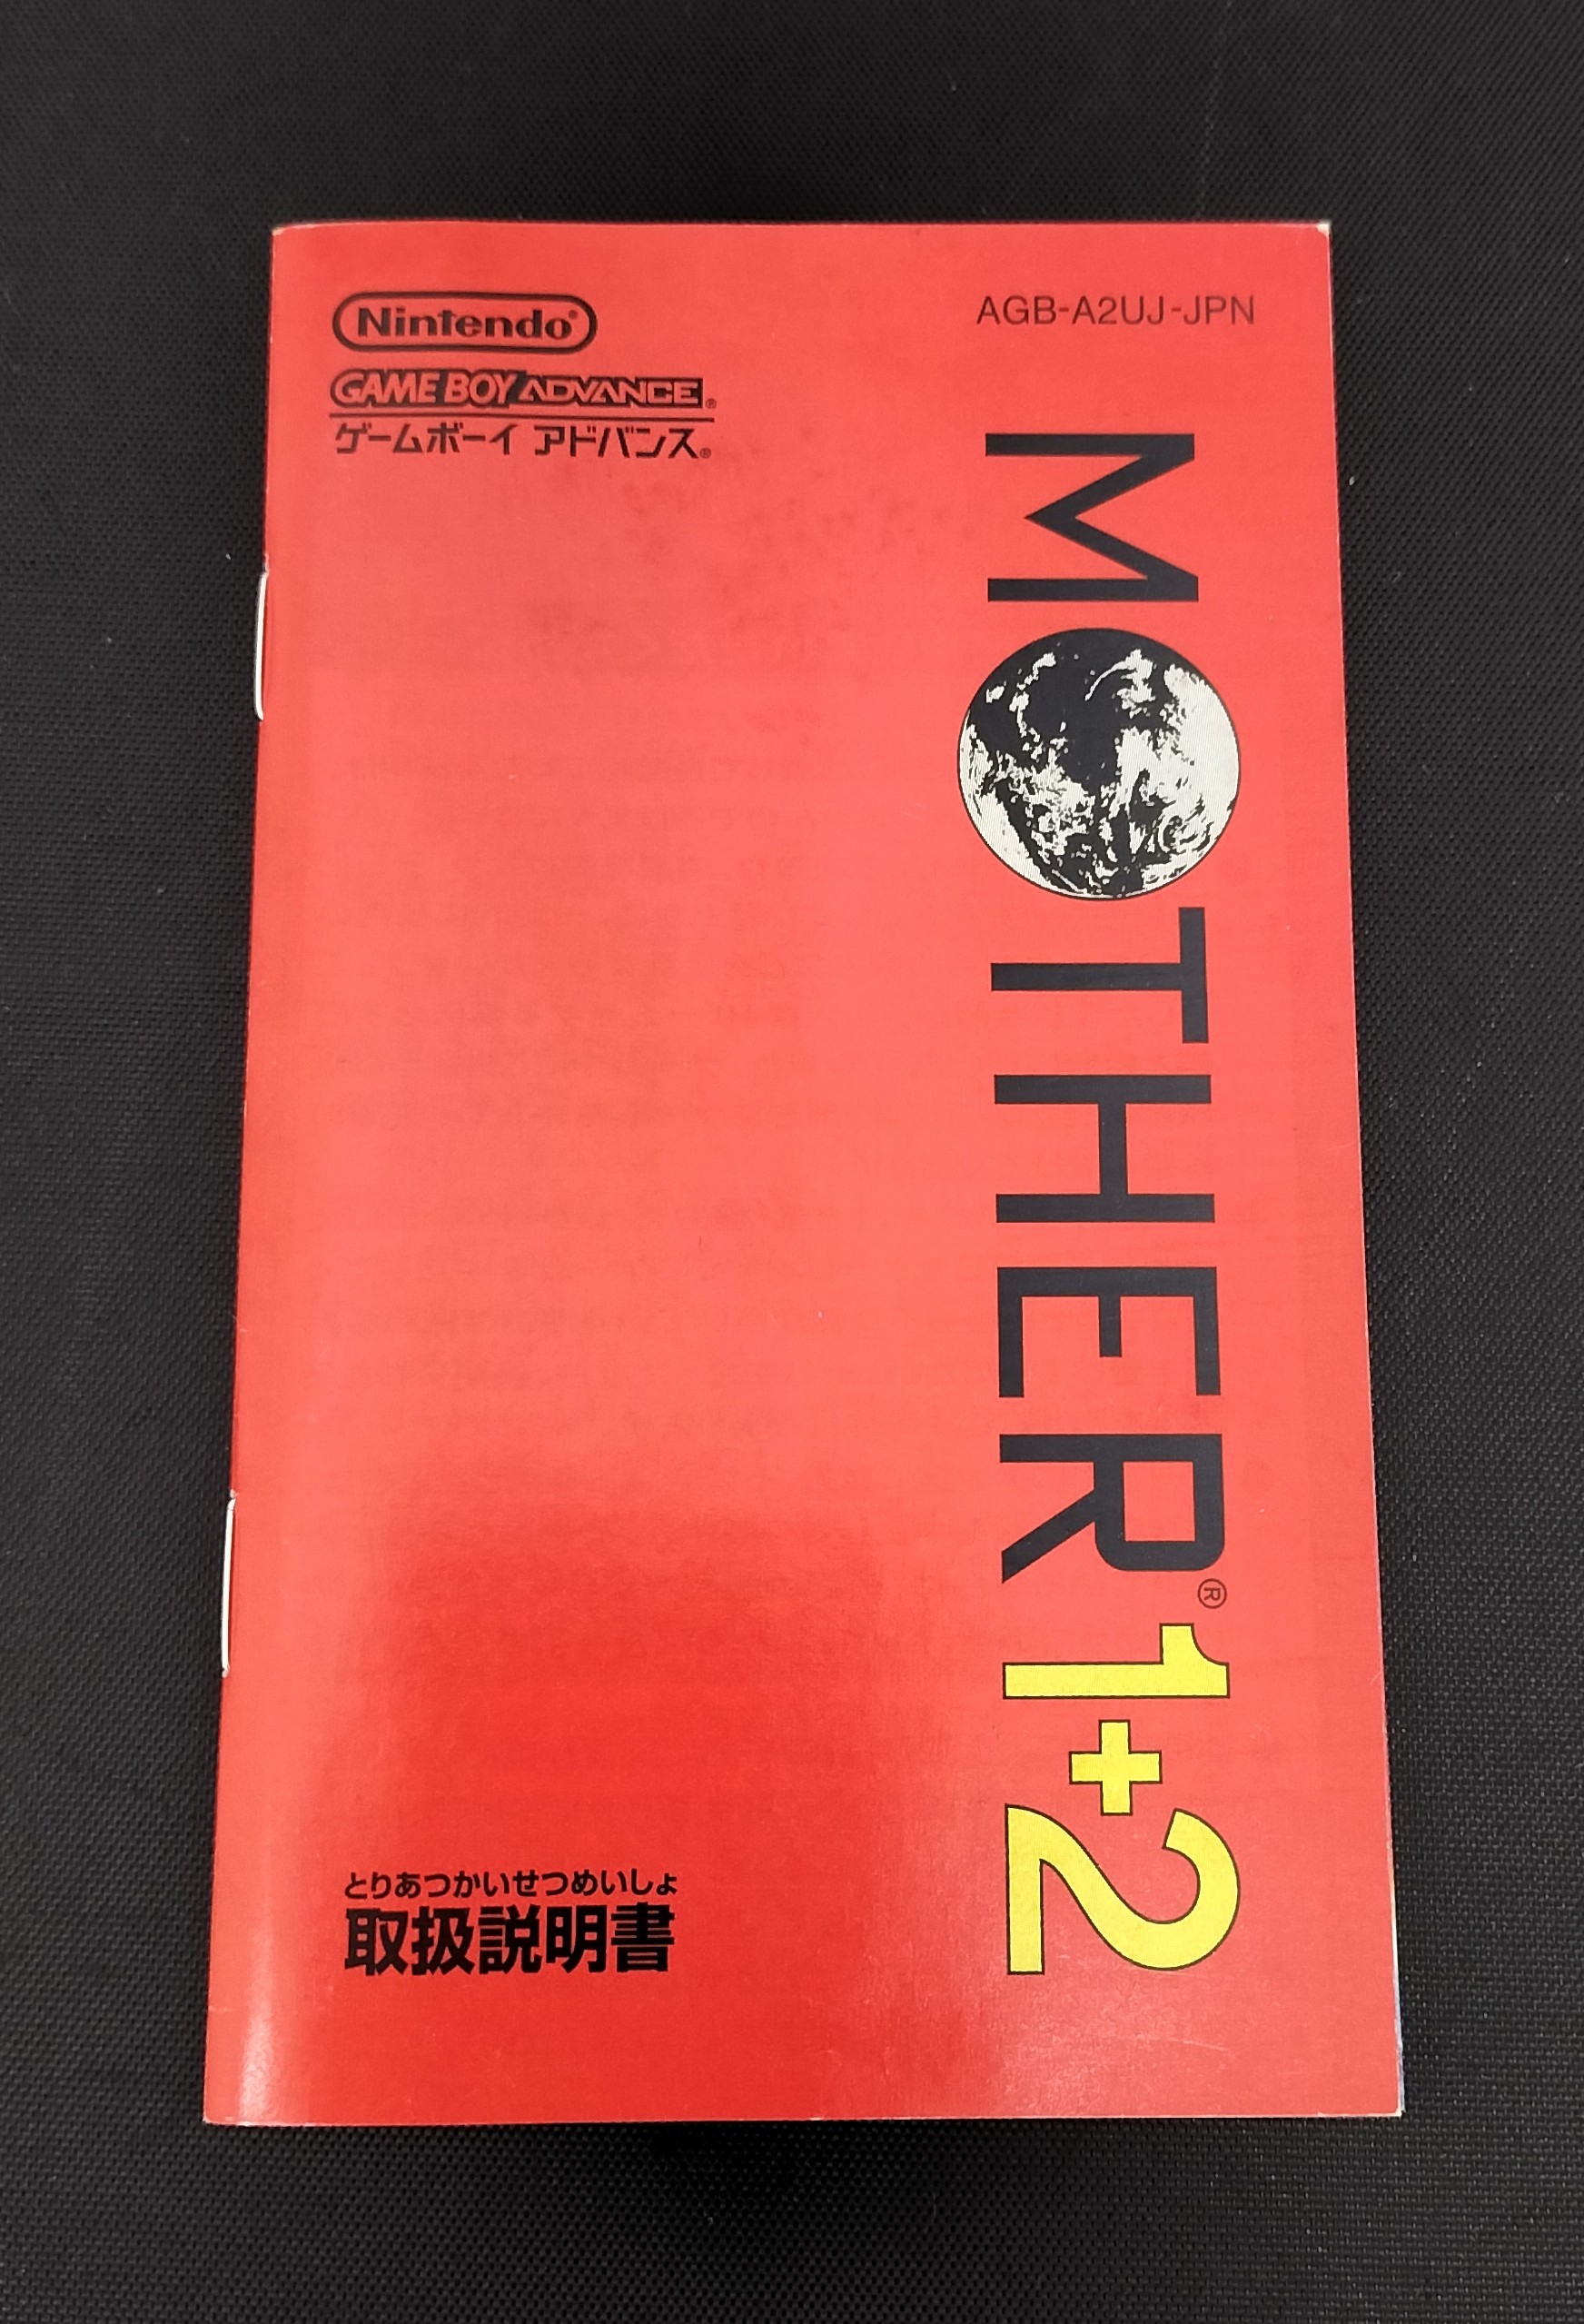 Nintendo®
AGB-A2UJ-JPN
GAME BOY ADVANCE®
ゲームボーイ アドバンス®
MOTHER® 1+2
とりあつかいせつめいしょ
取扱説明書